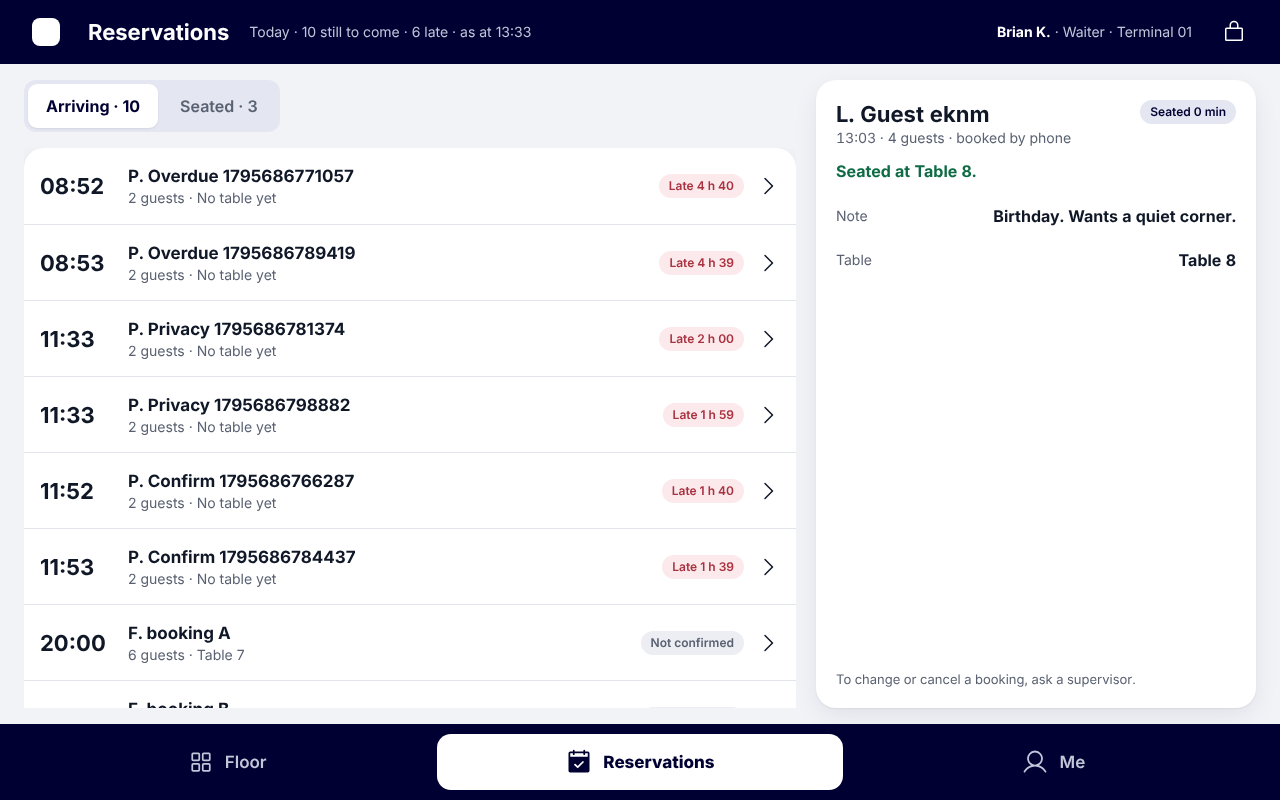 Reservations
Today · 10 still to come · 6 late · as at 13:33
Brian K. · Waiter · Terminal 01
Arriving · 10
Seated · 3
08:52
P. Overdue 1795686771057
2 guests · No table yet
Late 4 h 40
08:53
P. Overdue 1795686789419
2 guests · No table yet
Late 4 h 39
11:33
P. Privacy 1795686781374
2 guests · No table yet
Late 2 h 00
11:33
P. Privacy 1795686798882
2 guests · No table yet
Late 1 h 59
11:52
P. Confirm 1795686766287
2 guests · No table yet
Late 1 h 40
11:53
P. Confirm 1795686784437
2 guests · No table yet
Late 1 h 39
20:00
F. booking A
6 guests · Table 7
Not confirmed
F. booking B
L. Guest eknm
Seated 0 min
13:03 · 4 guests · booked by phone
Seated at Table 8.
Note
Birthday. Wants a quiet corner.
Table
Table 8
To change or cancel a booking, ask a supervisor.
Floor
Reservations
Me